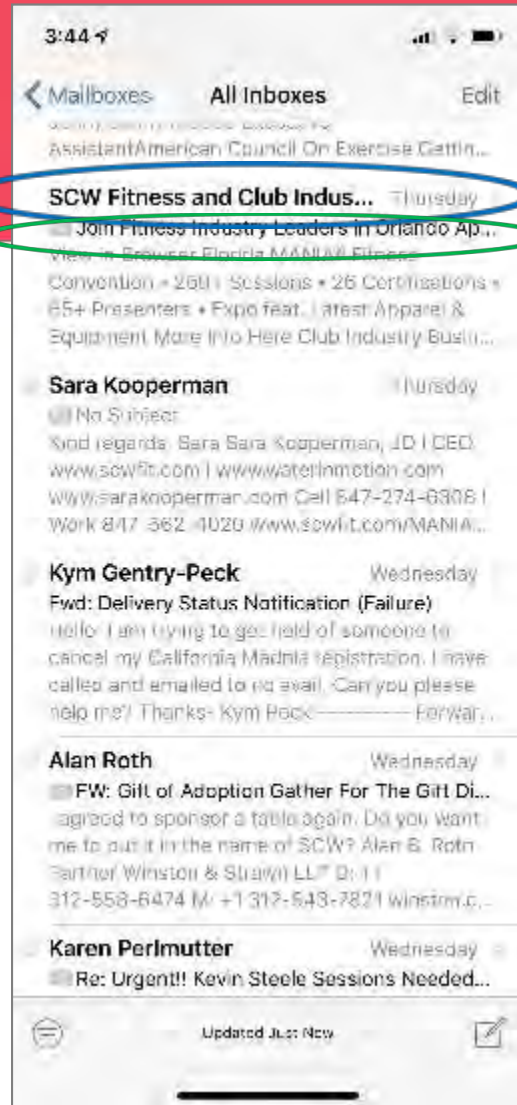 3:44
Mailboxes All Inboxes Edit
AssistantAmerican Council On Exercise Gettin...
SCW Fitness and Club Indus... Thursday
Join Fitness Industry Leaders in Orlando Ap...
View in Browser Florida MANIA® Fitness
Convention • 260+ Sessions • 26 Certifications •
65+ Presenters • Expo feat. Latest Apparel &
Equipment More Info Here Club Industry Busin...
Sara Kooperman Thursday
No Subject
Kind regards, Sara Sara Kooperman, JD | CEO
www.scwfit.com | www.waterinmotion.com
www.sarakooperman.com Cell 847-274-6308 |
Work 847-562-4020 www.scwfit.com/MANIA...
Kym Gentry-Peck Wednesday
Fwd: Delivery Status Notification (Failure)
Hello- I am trying to get hold of someone to
cancel my California Madnia registration. I have
called and emailed to no avail. Can you please
help me? Thanks- Kym Peck Forwar...
Alan Roth Wednesday
FW: Gift of Adoption Gather For The Gift Di...
I agreed to sponsor a table again. Do you want
me to put it in the name of SCW? Alan B. Roth
Partner Winston & Strawn LLP D: +1
312-558-6474 M: +1 312-543-7821 winston.c...
Karen Perlmutter Wednesday
Re: Urgent!! Kevin Steele Sessions Needed...
Updated Just Now